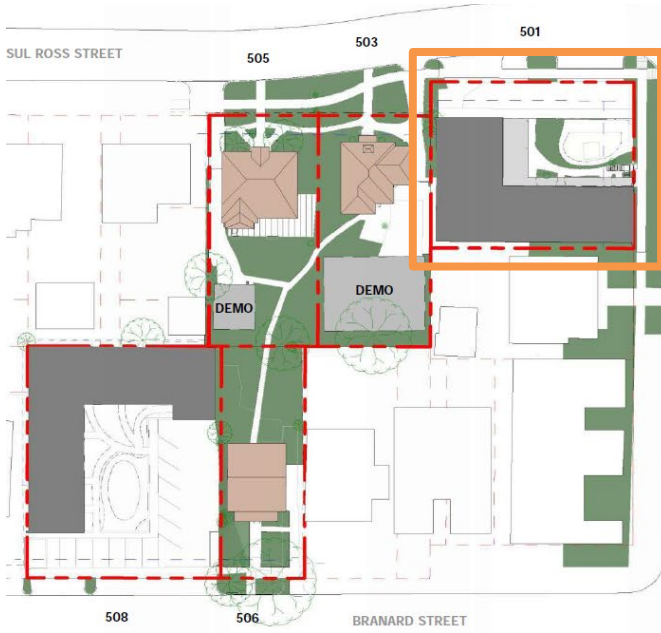 501
503
SUL ROSS STREET
505
DEMO
DEMO
508
506
BRANARD STREET